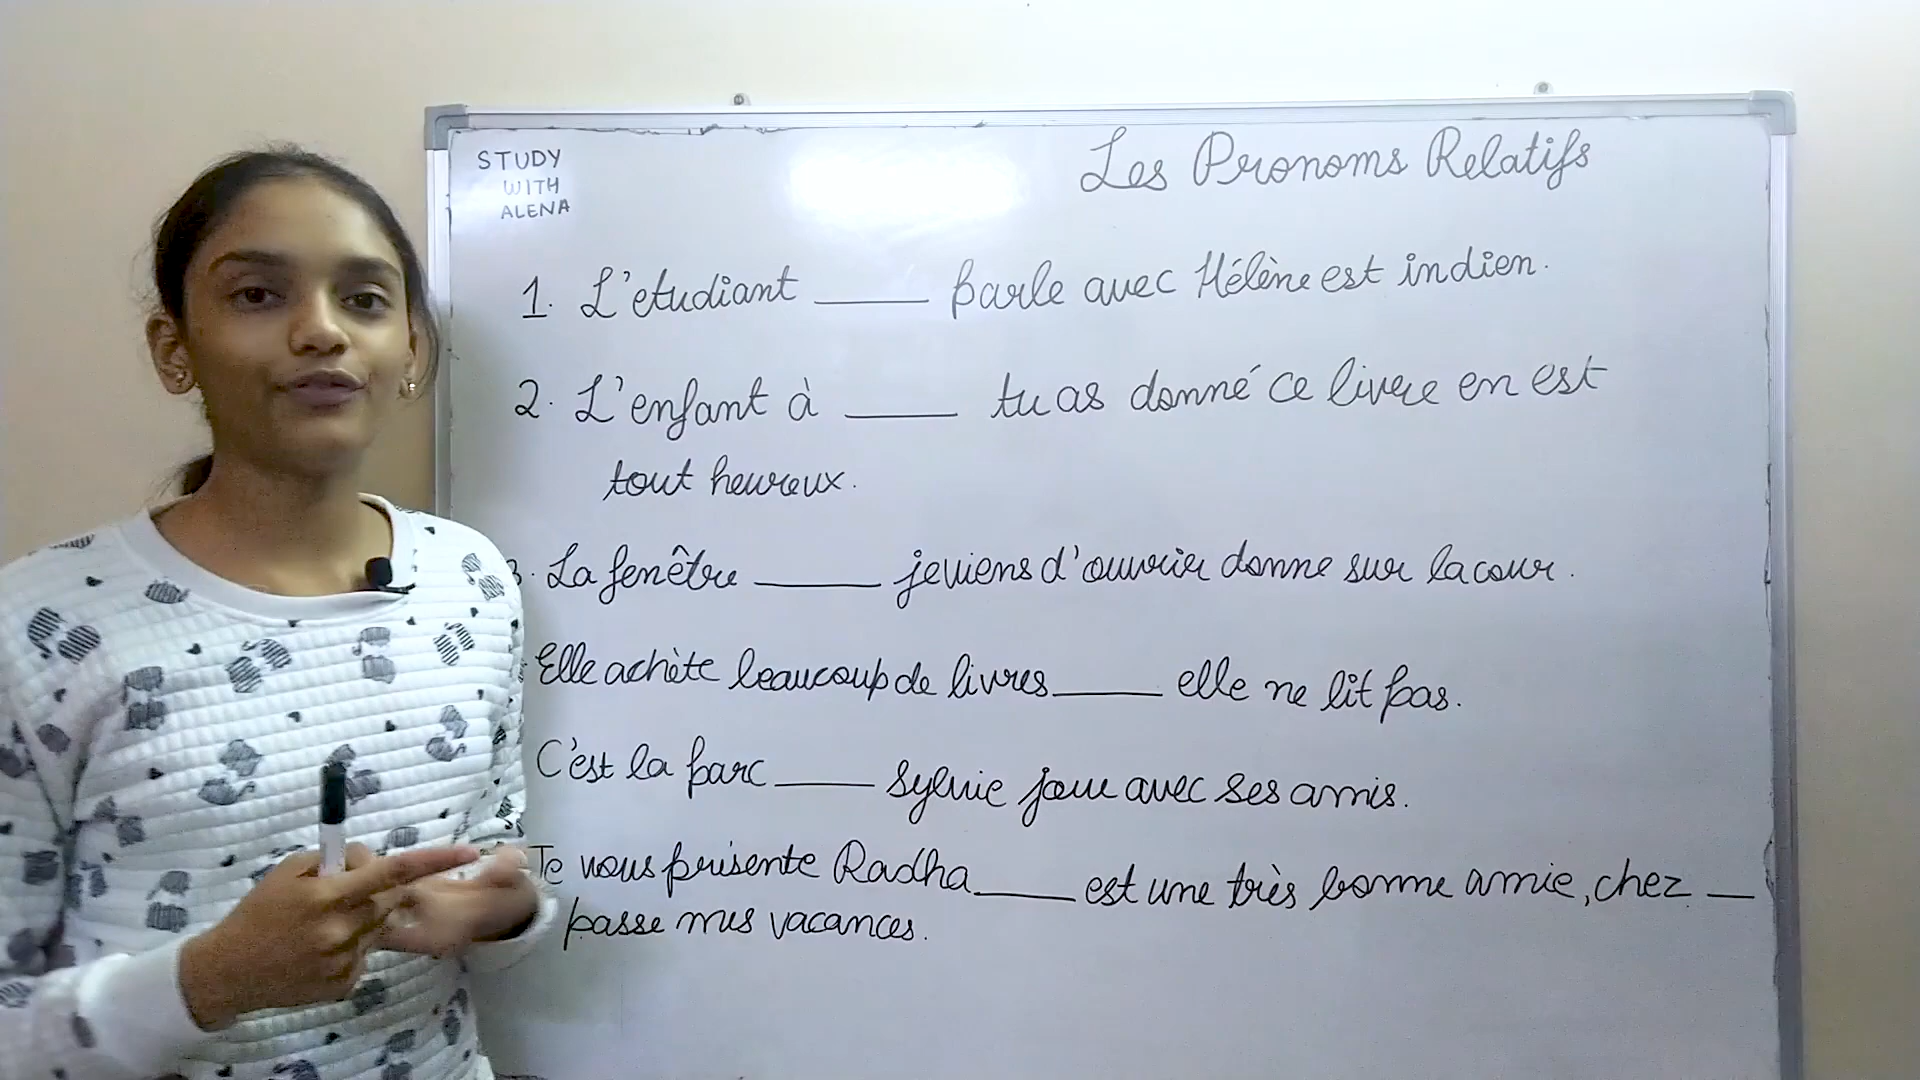 STUDY
WITH
ALENA
Les Pronoms Relatifs
1. L'etudiant ____ parle avec Hélène est indien.
2. L'enfant à ____ tu as donné ce livre en est
tout heureux.
3. La fenêtre ____ je viens d'ouvrir donne sur la cour.
Elle achète beaucoup de livres ____ elle ne lit pas.
C'est la parc ____ Sylvie joue avec ses amis.
Je vous présente Radha ____ est une très bonne amie, chez __
passe mes vacances.